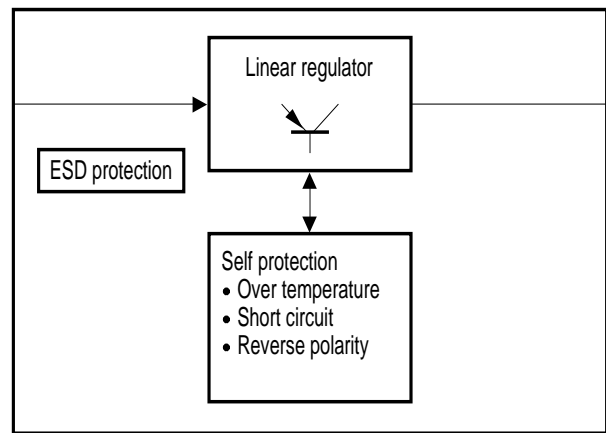 Linear regulator
ESD protection
Self protection
• Over temperature
• Short circuit
• Reverse polarity